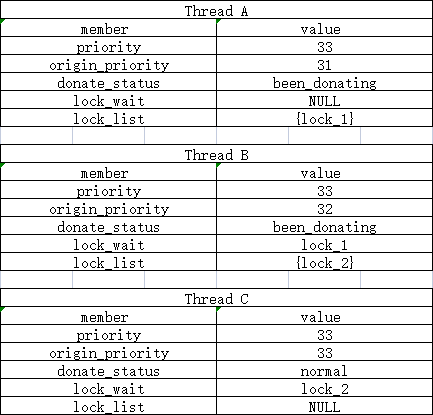 Thread A
member value
priority 33
origin_priority 31
donate_status been_donating
lock_wait NULL
lock_list {lock_1}
Thread B
member value
priority 33
origin_priority 32
donate_status been_donating
lock_wait lock_1
lock_list {lock_2}
Thread C
member value
priority 33
origin_priority 33
donate_status normal
lock_wait lock_2
lock_list NULL